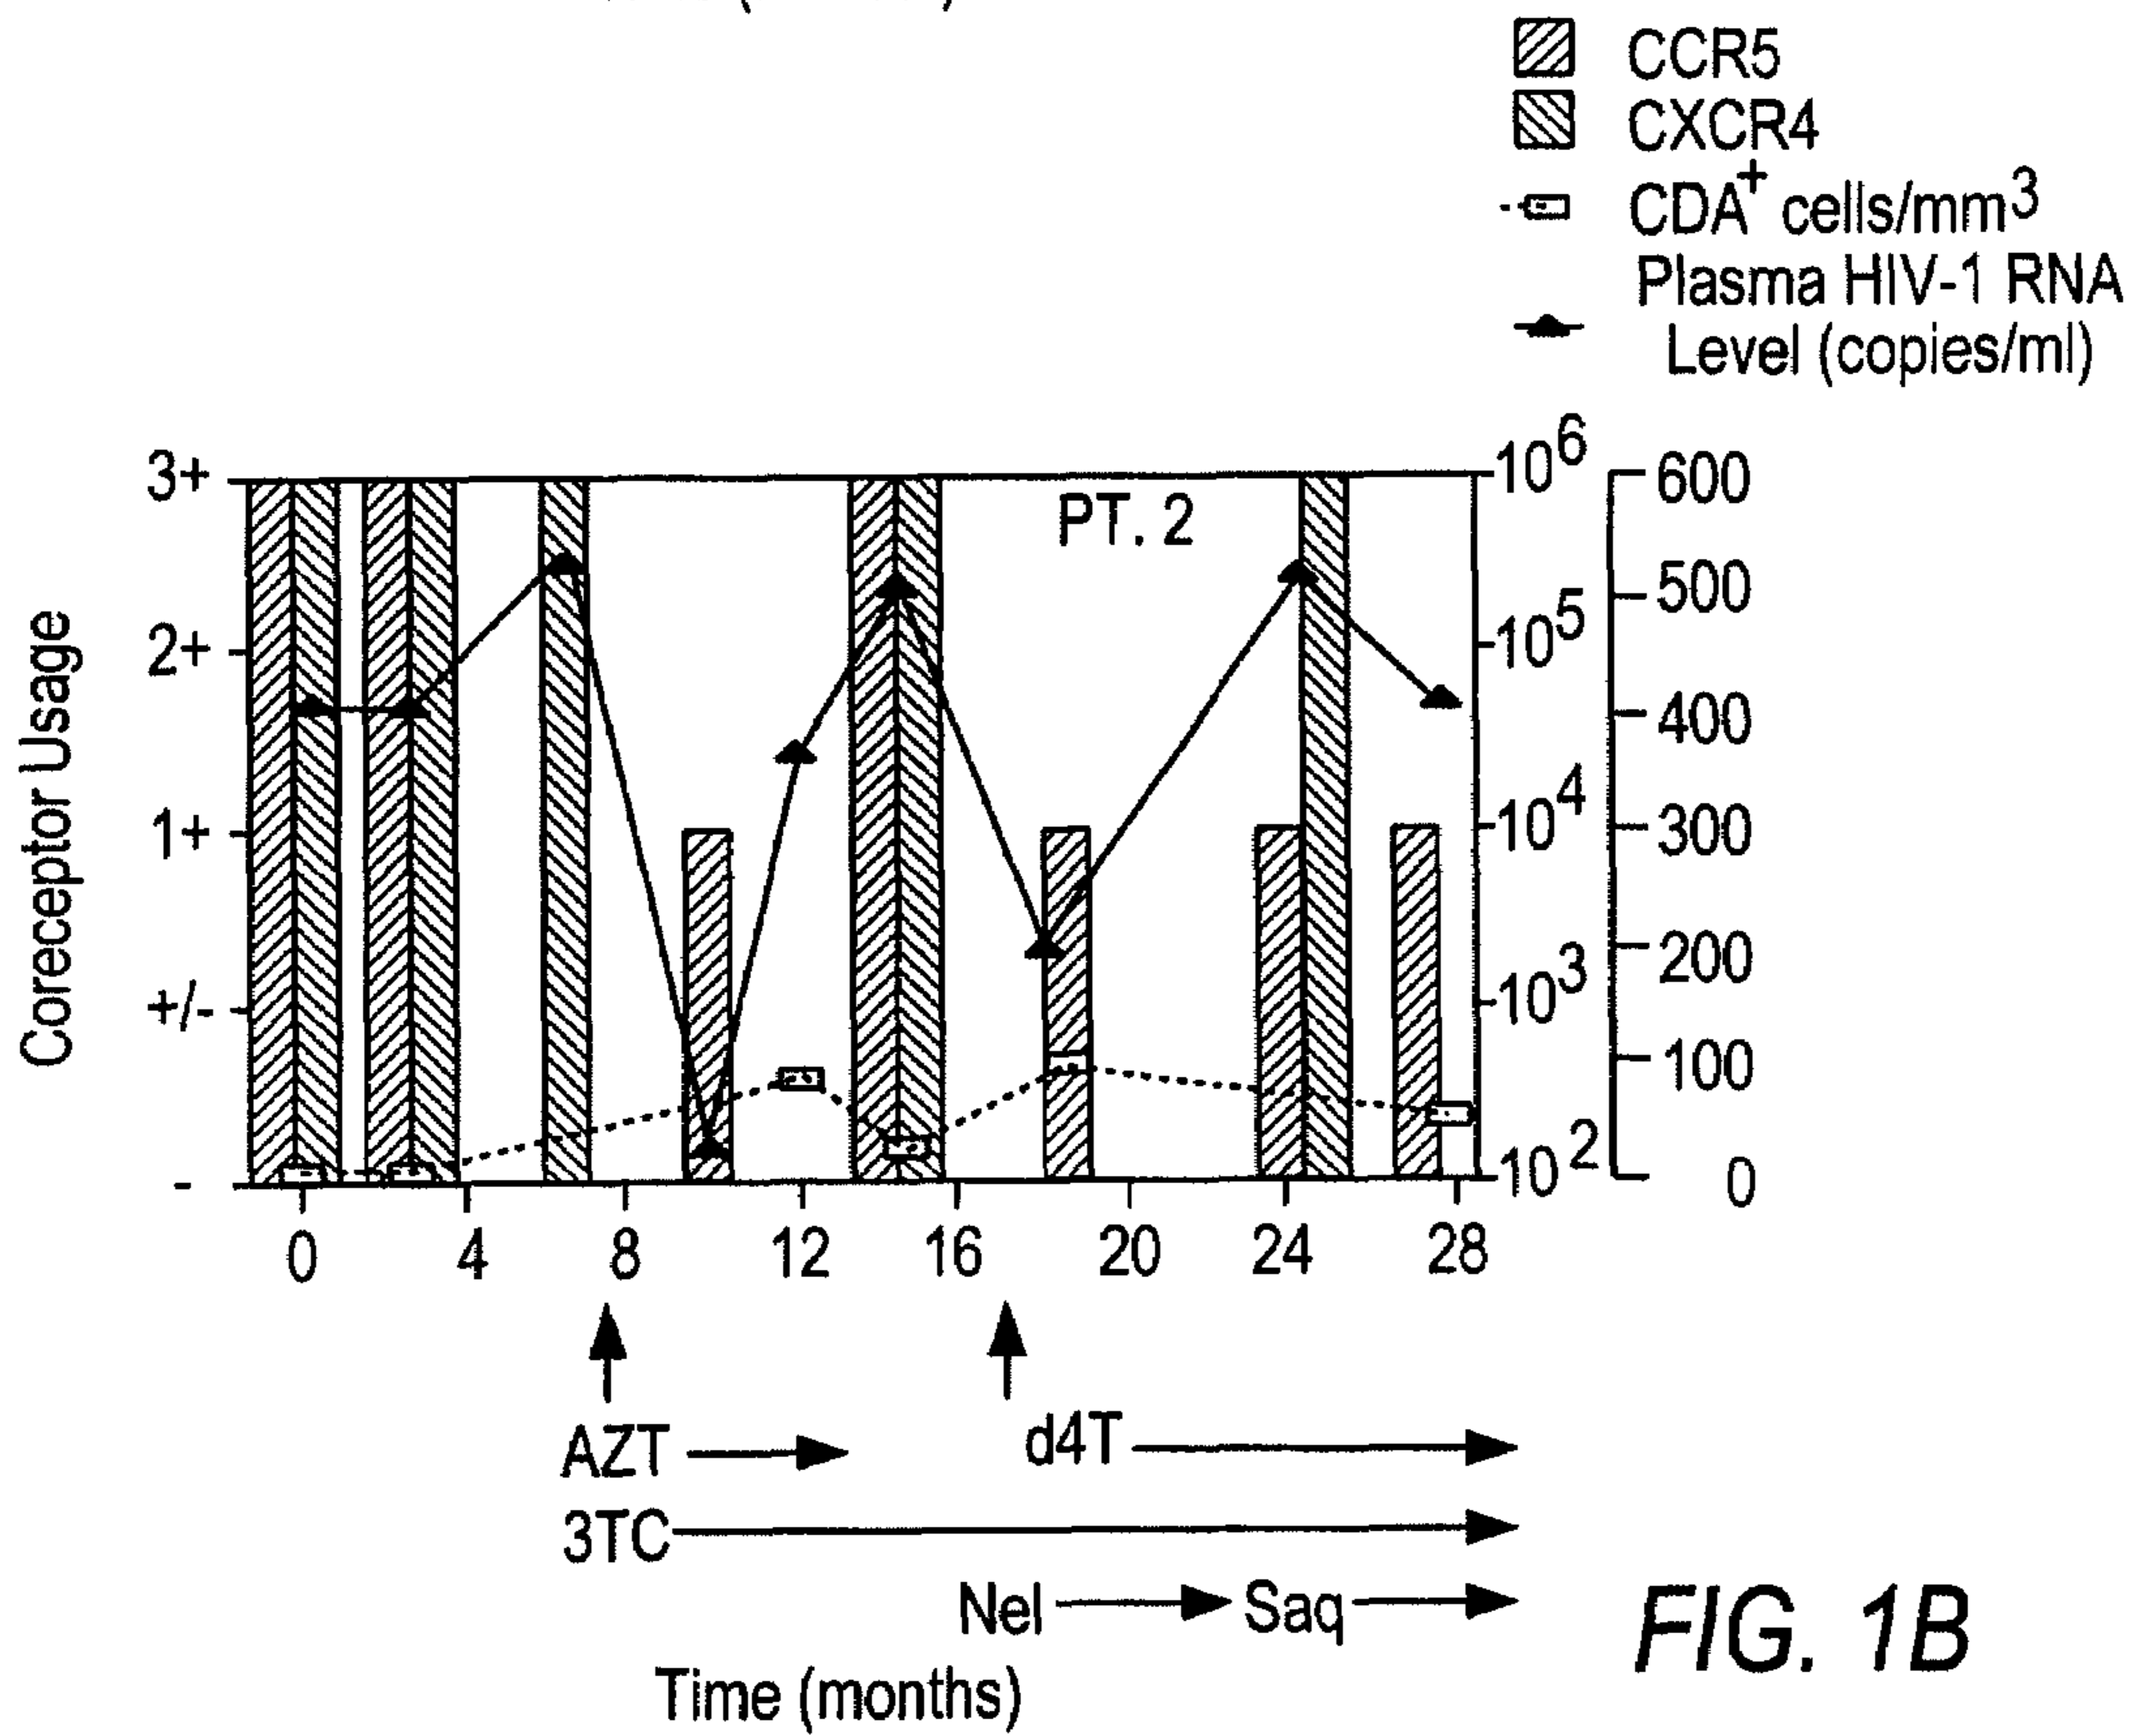 CCR5
CXCR4
CDA+ cells/mm3
Plasma HIV-1 RNA
Level (copies/ml)
Coreceptor Usage
3+
2+
1+
+/-
-
PT. 2
10^6
10^5
10^4
10^3
10^2
600
500
400
300
200
100
0
0 4 8 12 16 20 24 28
AZT d4T
3TC
Nel Saq
Time (months)
FIG. 1B